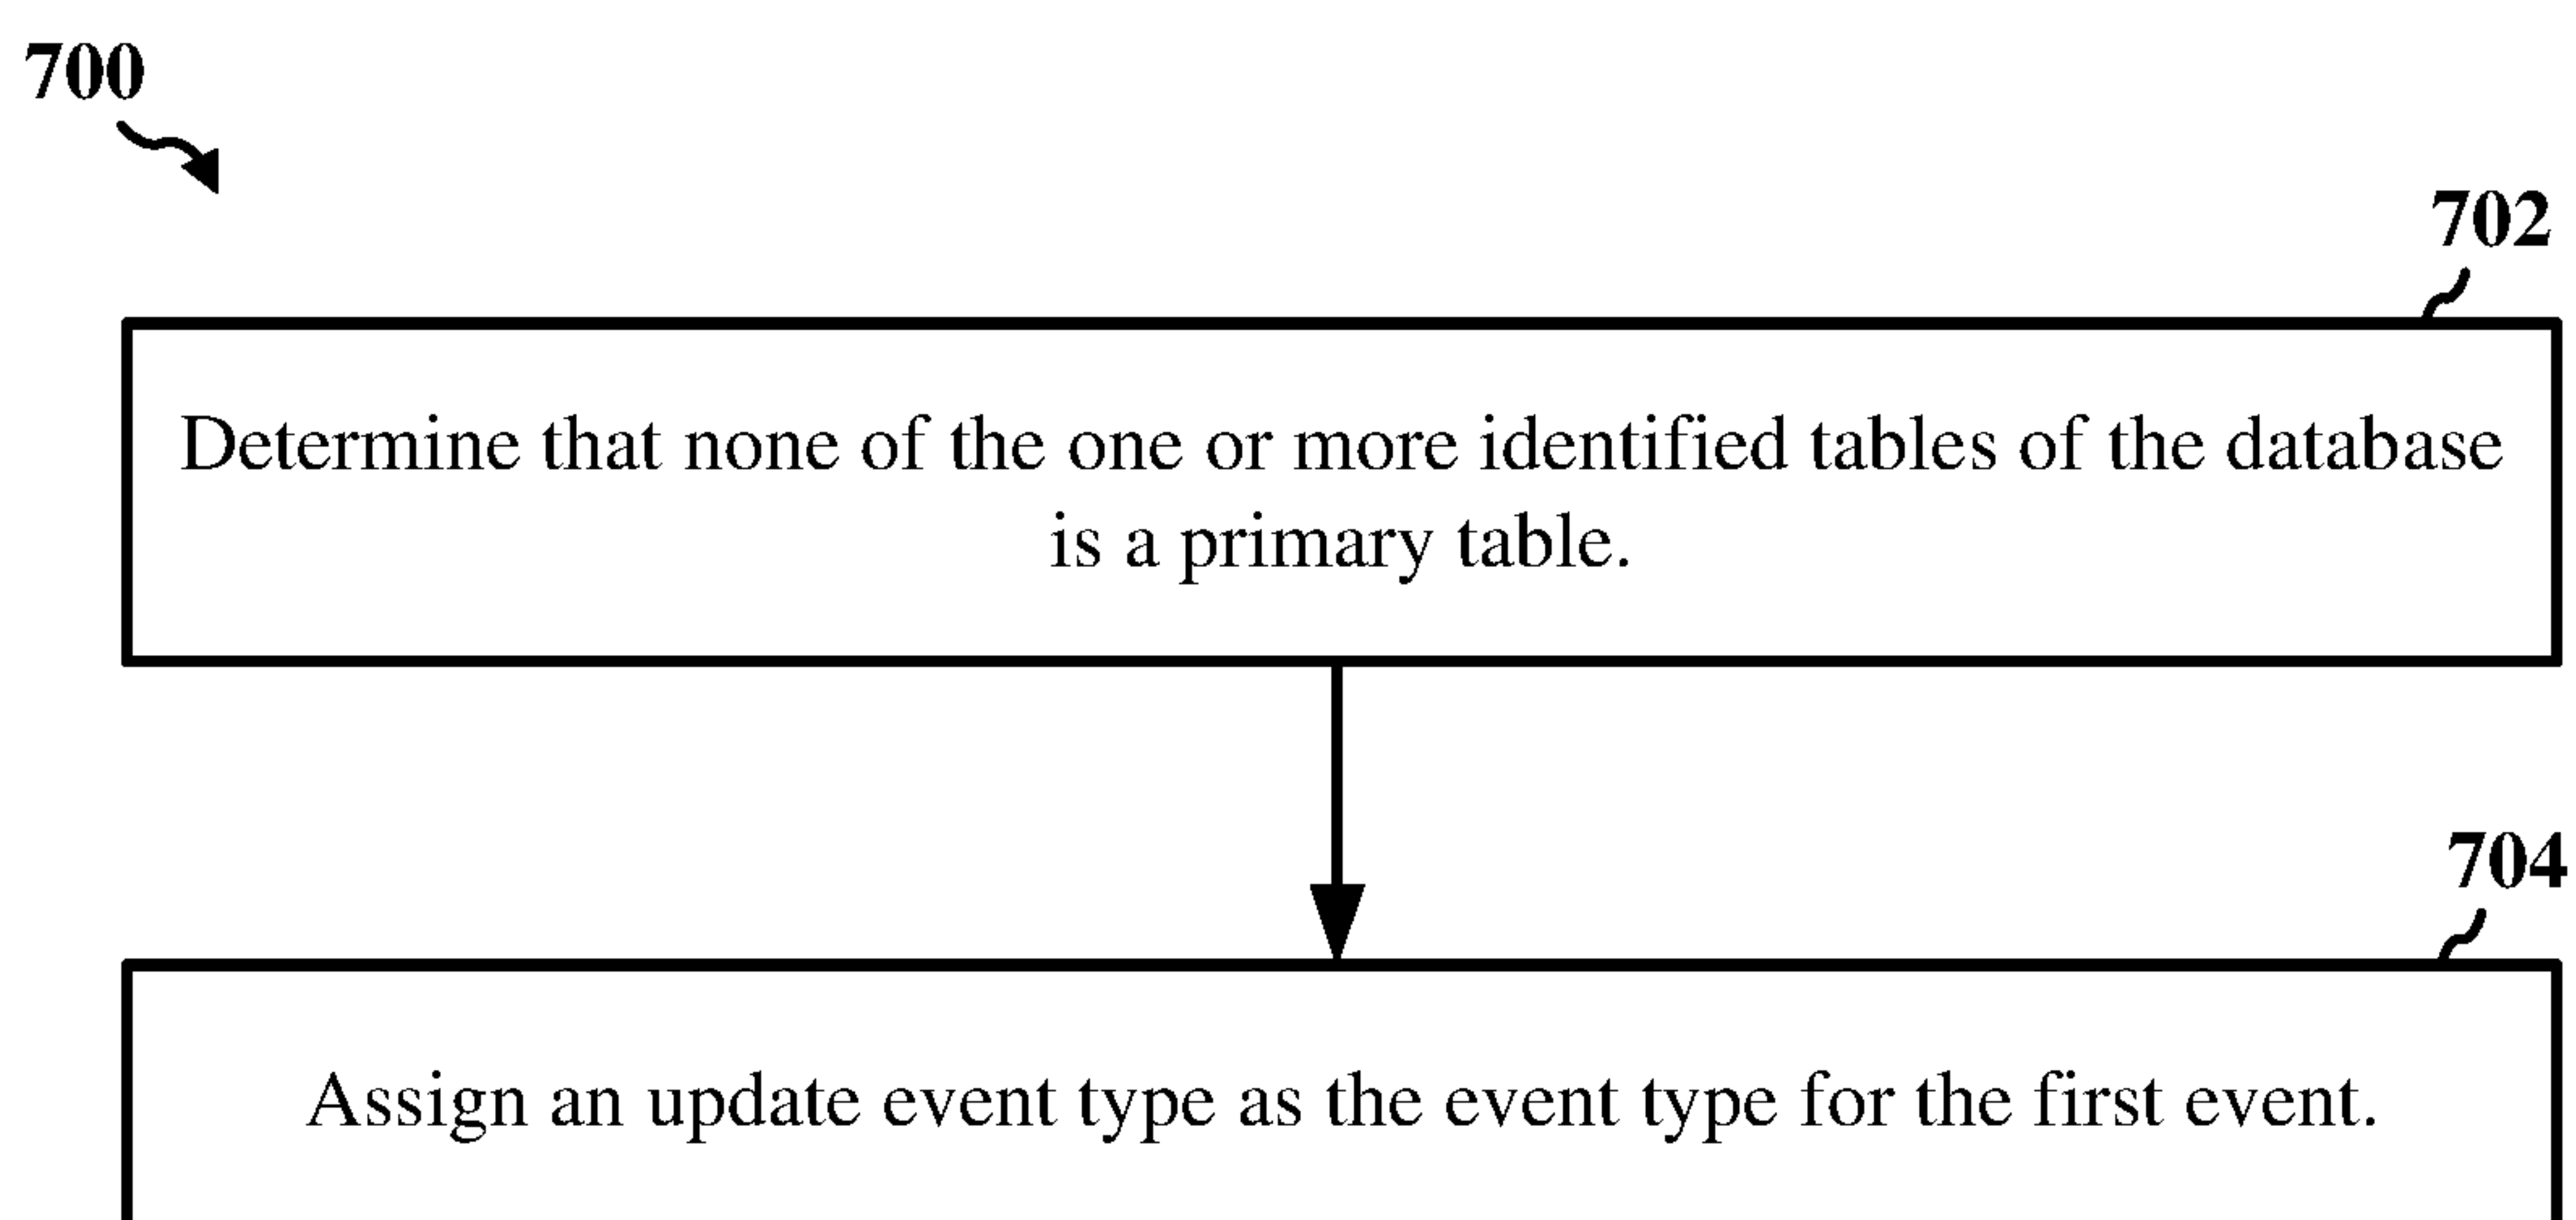 700
702
Determine that none of the one or more identified tables of the database
is a primary table.
704
Assign an update event type as the event type for the first event.